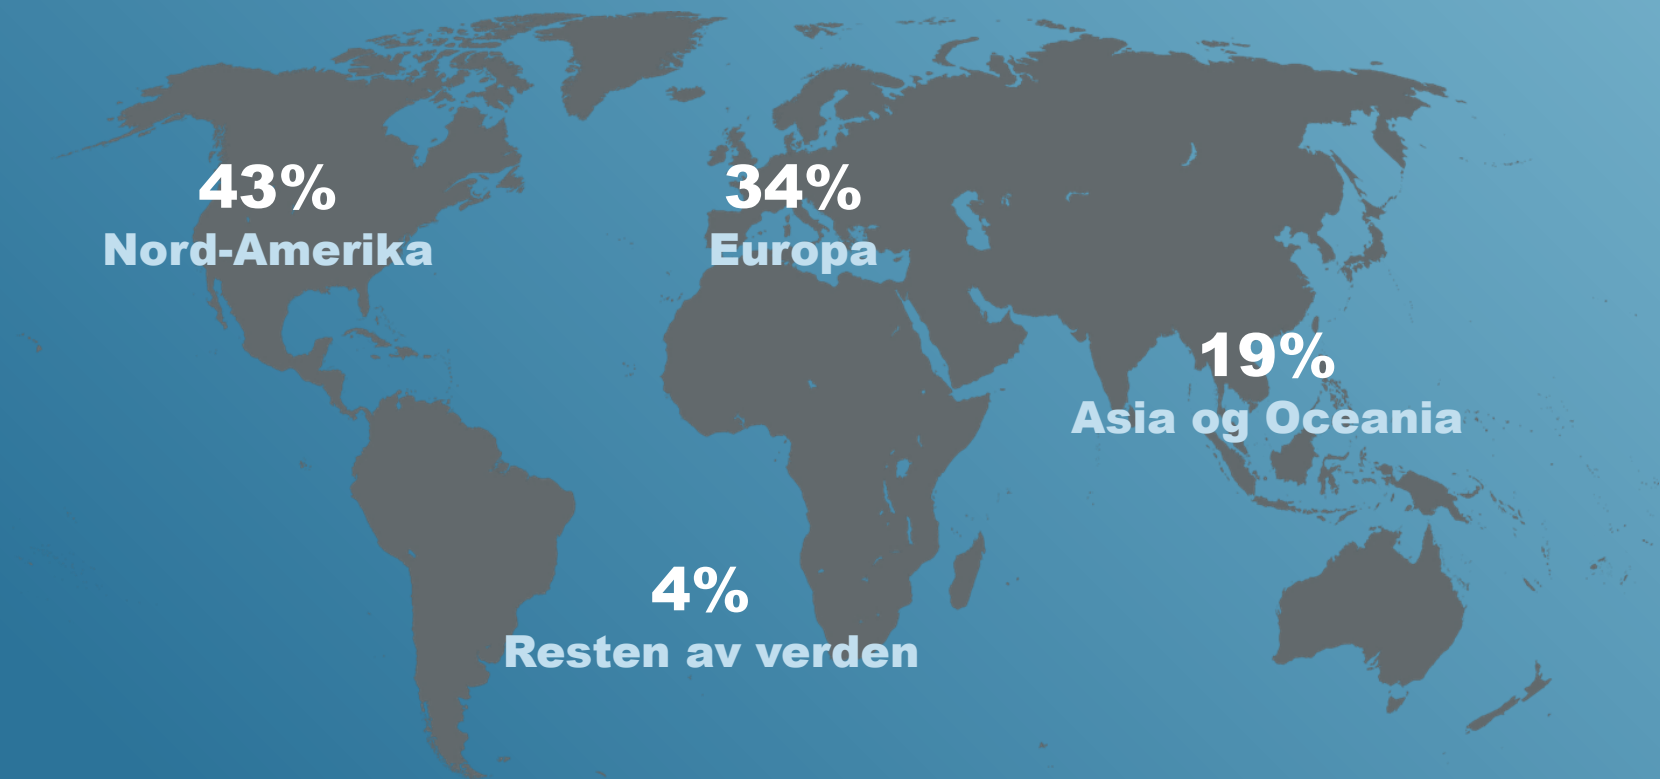 43%
Nord-Amerika
34%
Europa
19%
Asia og Oceania
4%
Resten av verden